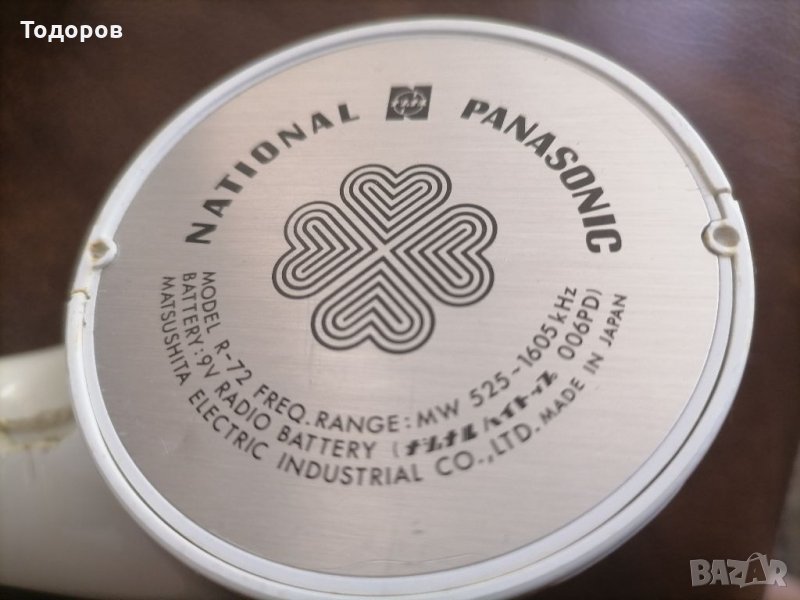 Тодоров
NATIONAL PANASONIC
MODEL R-72 FREQ.RANGE: MW 525~1605kHz
BATTERY: 9V RADIO BATTERY (ナショナル ハイトップ 006PD)
MATSUSHITA ELECTRIC INDUSTRIAL CO.,LTD. MADE IN JAPAN
BAZAR